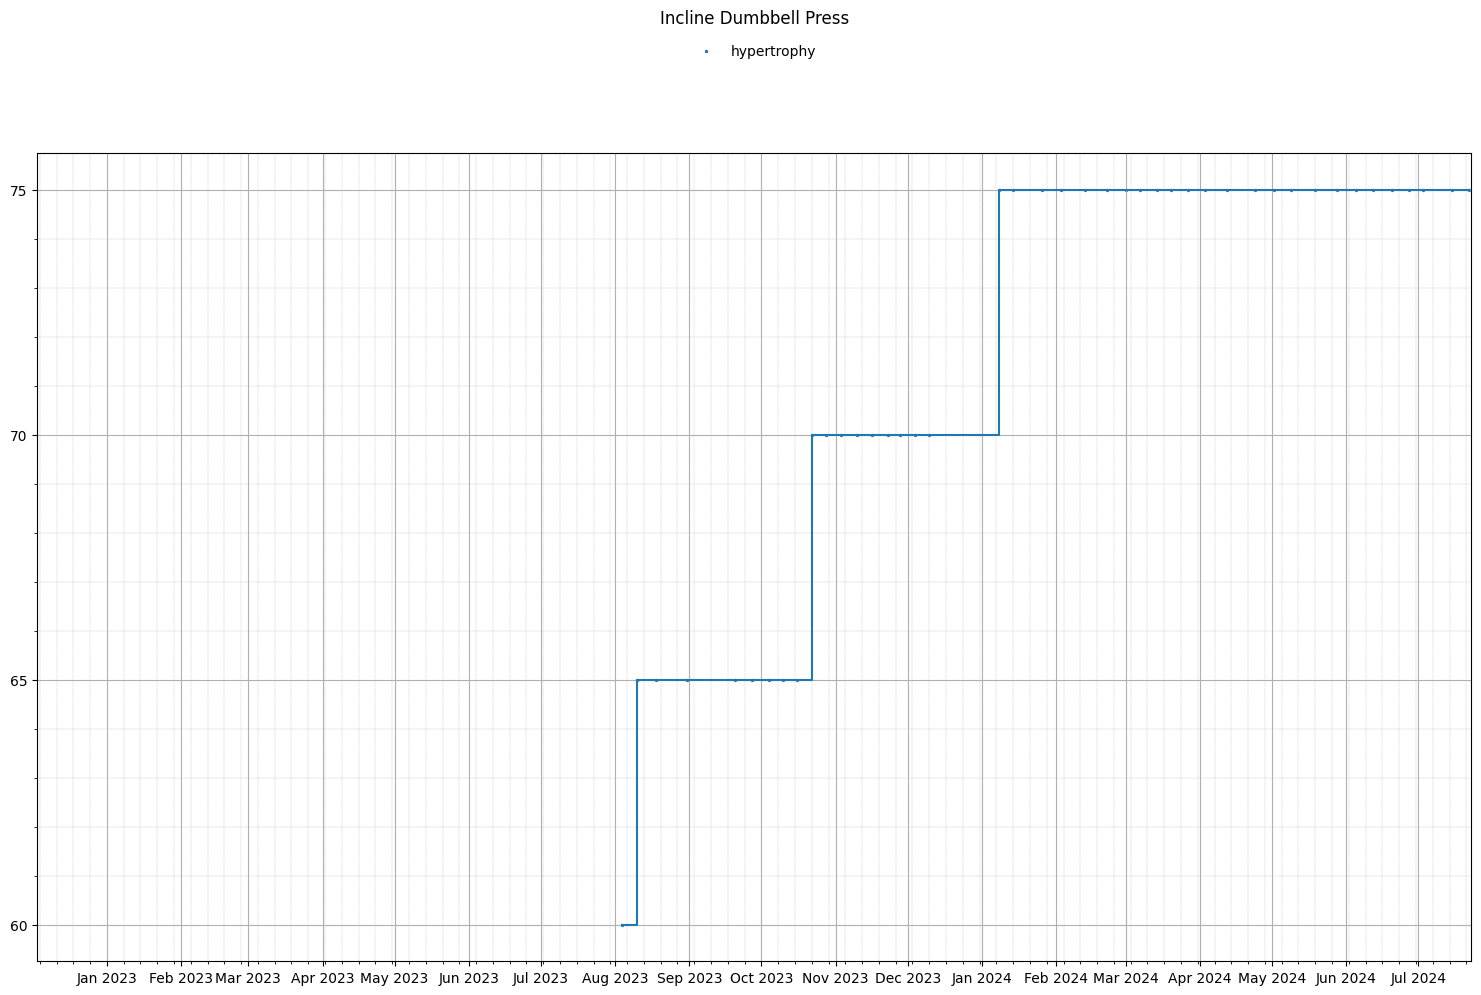 Incline Dumbbell Press
hypertrophy
75
70
65
60
Jan 2023 Feb 2023 Mar 2023 Apr 2023 May 2023 Jun 2023 Jul 2023 Aug 2023 Sep 2023 Oct 2023 Nov 2023 Dec 2023 Jan 2024 Feb 2024 Mar 2024 Apr 2024 May 2024 Jun 2024 Jul 2024